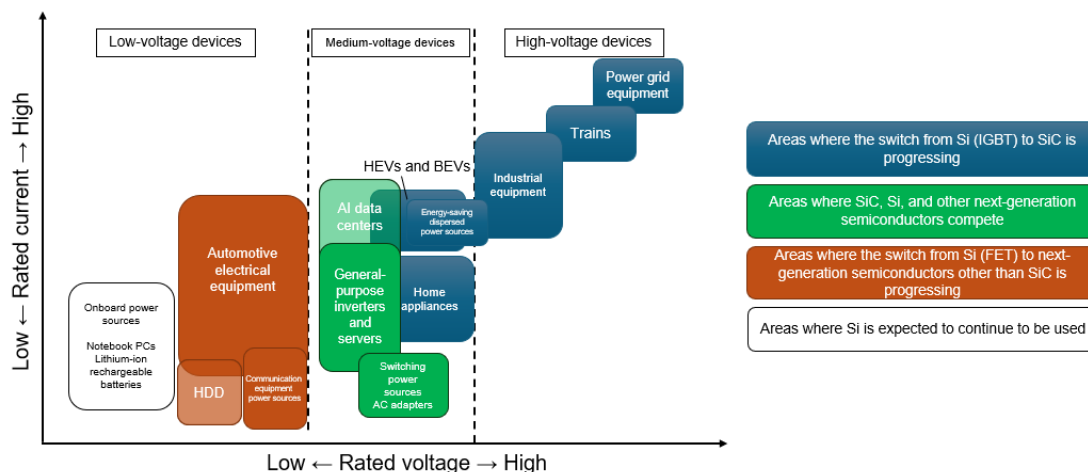 Low-voltage devices
Medium-voltage devices
High-voltage devices
Low ← Rated current → High
Power grid
equipment
Trains
HEVs and BEVs
Industrial
equipment
AI data
centers
Energy-saving
dispersed
power sources
Automotive
electrical
equipment
General-
purpose
inverters
and
servers
Home
appliances
Onboard power
sources
Notebook PCs
Lithium-ion
rechargeable
batteries
HDD
Communication
equipment
power sources
Switching
power
sources
AC adapters
Low ← Rated voltage → High
Areas where the switch from Si (IGBT) to SiC is
progressing
Areas where SiC, Si, and other next-generation
semiconductors compete
Areas where the switch from Si (FET) to next-
generation semiconductors other than SiC is
progressing
Areas where Si is expected to continue to be used